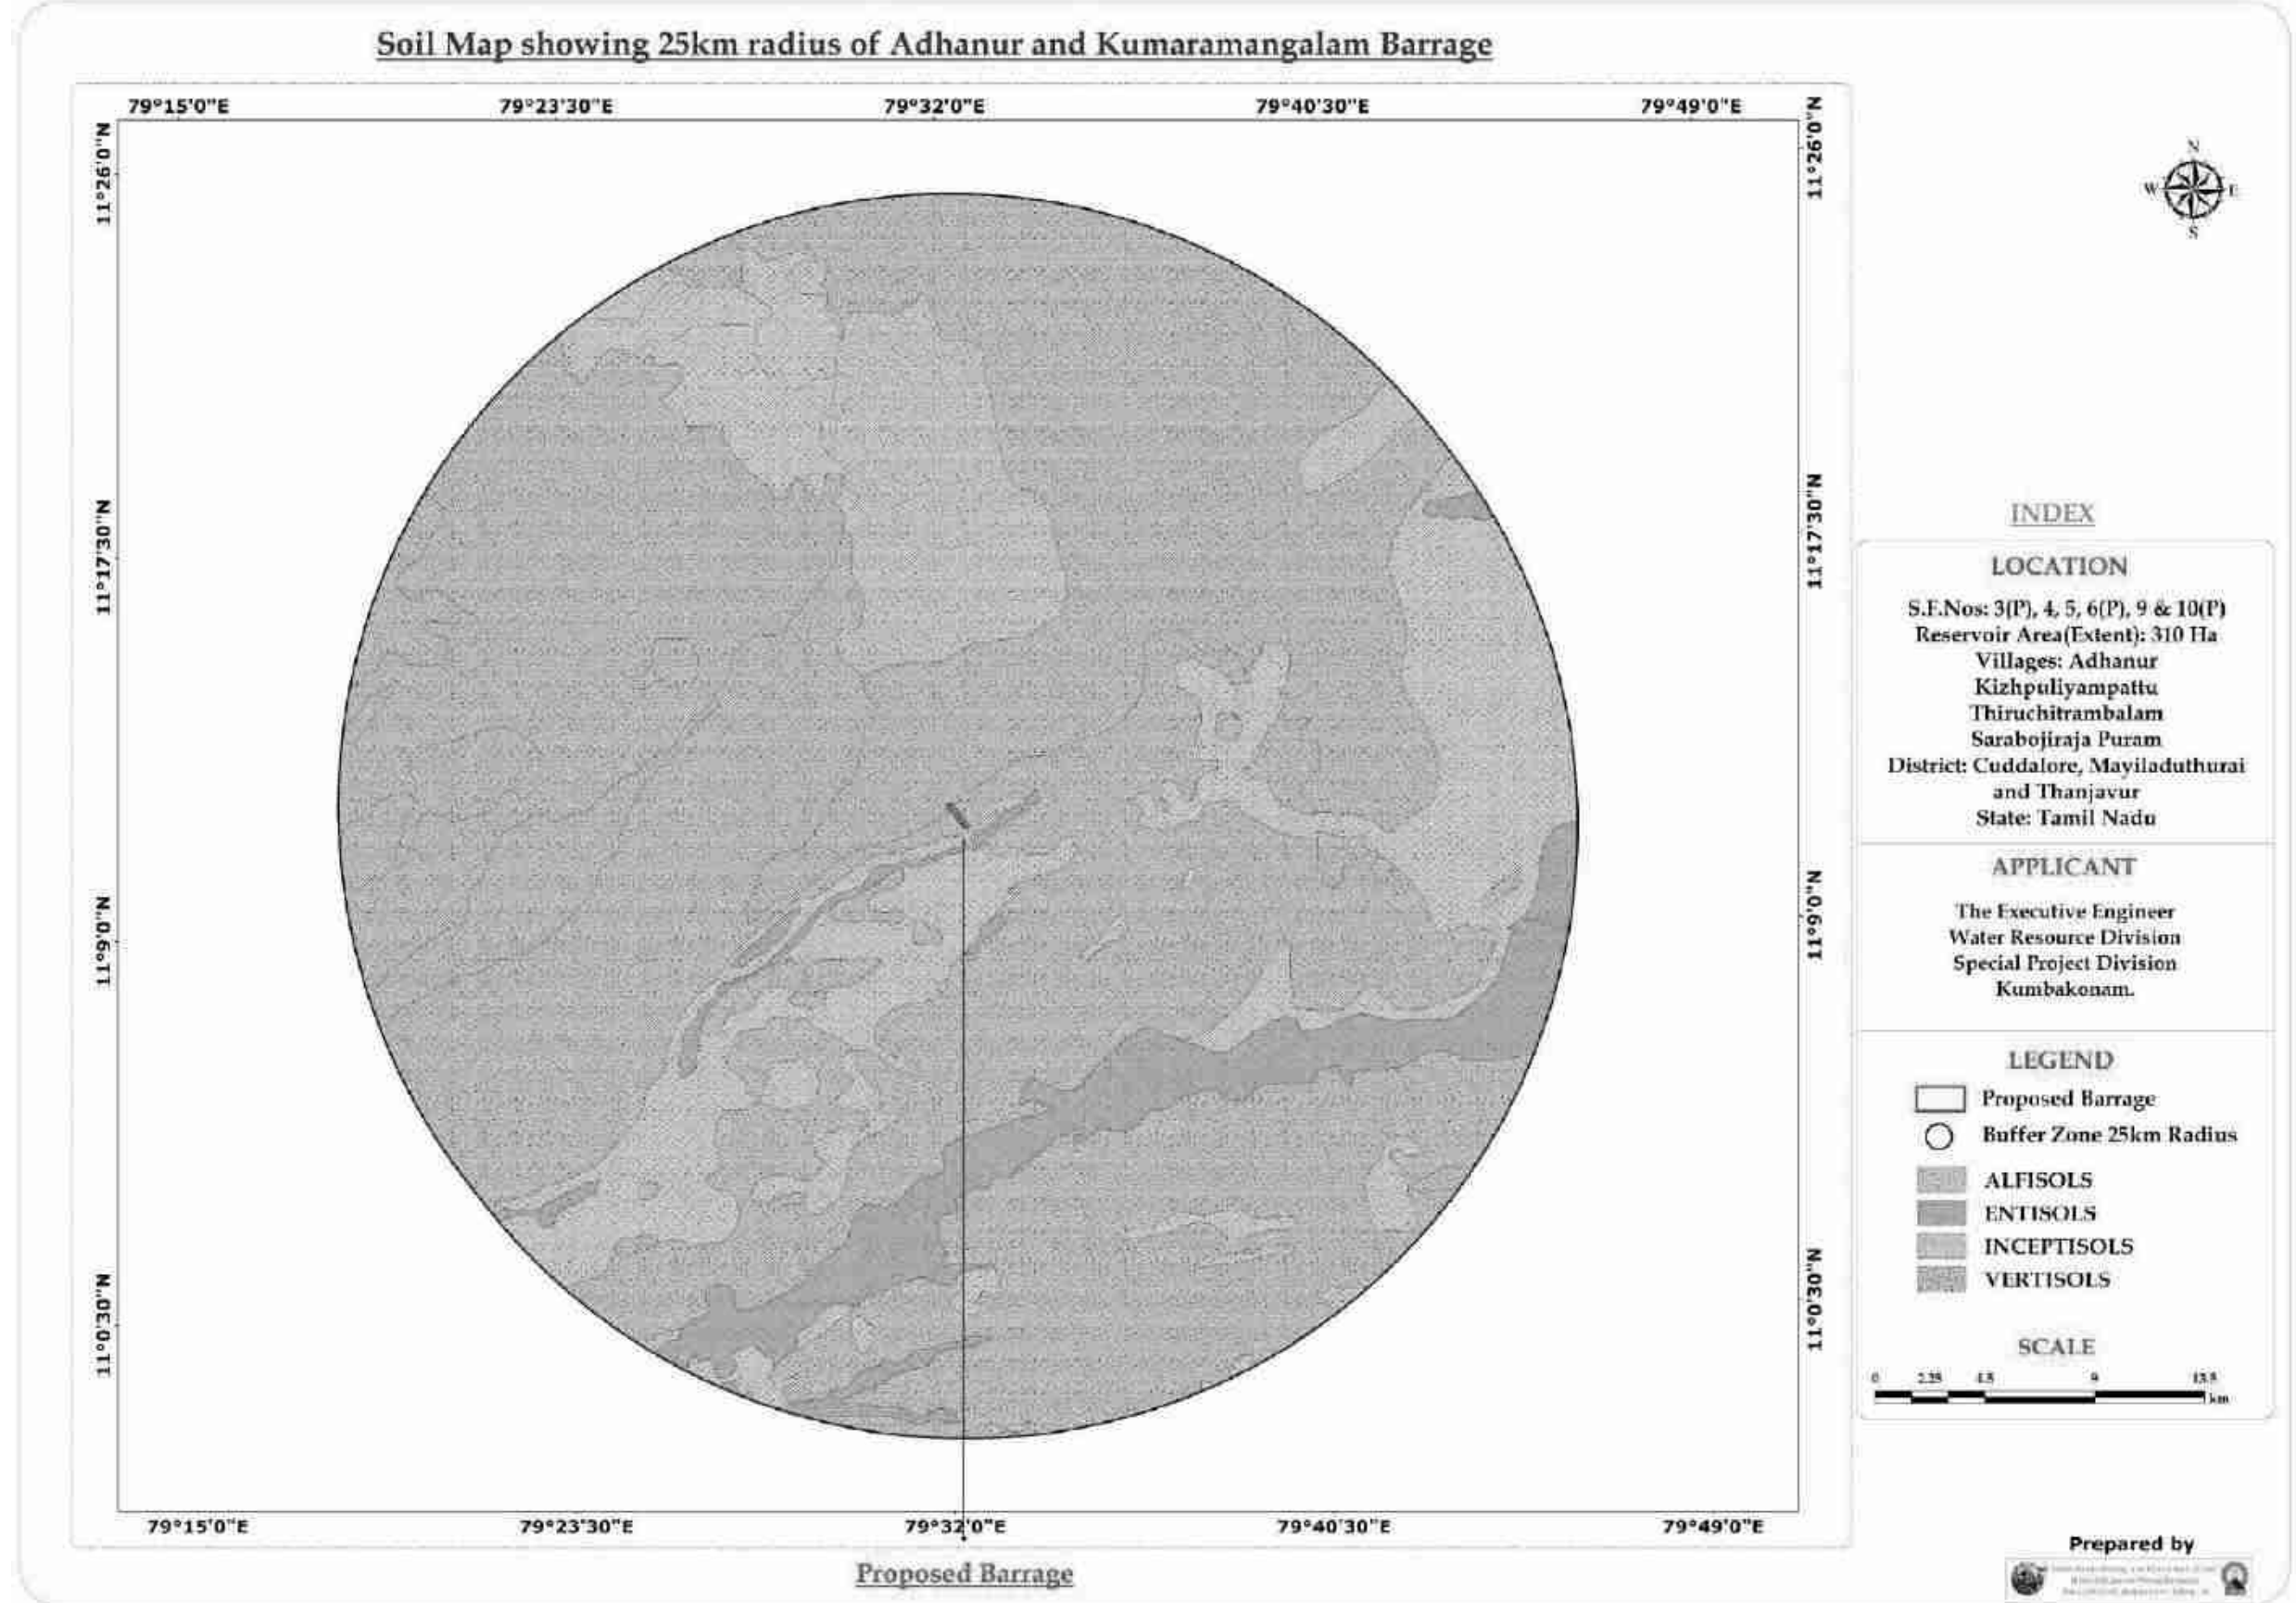 Soil Map showing 25km radius of Adhanur and Kumaramangalam Barrage
79°15'0"E 79°23'30"E 79°32'0"E 79°40'30"E 79°49'0"E
11°26'0"N 11°26'0"N
11°17'30"N 11°17'30"N
11°9'0"N 11°9'0"N
11°0'30"N 11°0'30"N
79°15'0"E 79°23'30"E 79°32'0"E 79°40'30"E 79°49'0"E
Proposed Barrage
N
W E
S
INDEX
LOCATION
S.F.Nos: 3(P), 4, 5, 6(P), 9 & 10(P)
Reservoir Area(Extent): 310 Ha
Villages: Adhanur
Kizhpuliyampattu
Thiruchitrambalam
Sarabojiraja Puram
District: Cuddalore, Mayiladuthurai
and Thanjavur
State: Tamil Nadu
APPLICANT
The Executive Engineer
Water Resource Division
Special Project Division
Kumbakonam.
LEGEND
Proposed Barrage
Buffer Zone 25km Radius
ALFISOLS
ENTISOLS
INCEPTISOLS
VERTISOLS
SCALE
0 2.25 4.5 9 13.5
km
Prepared by